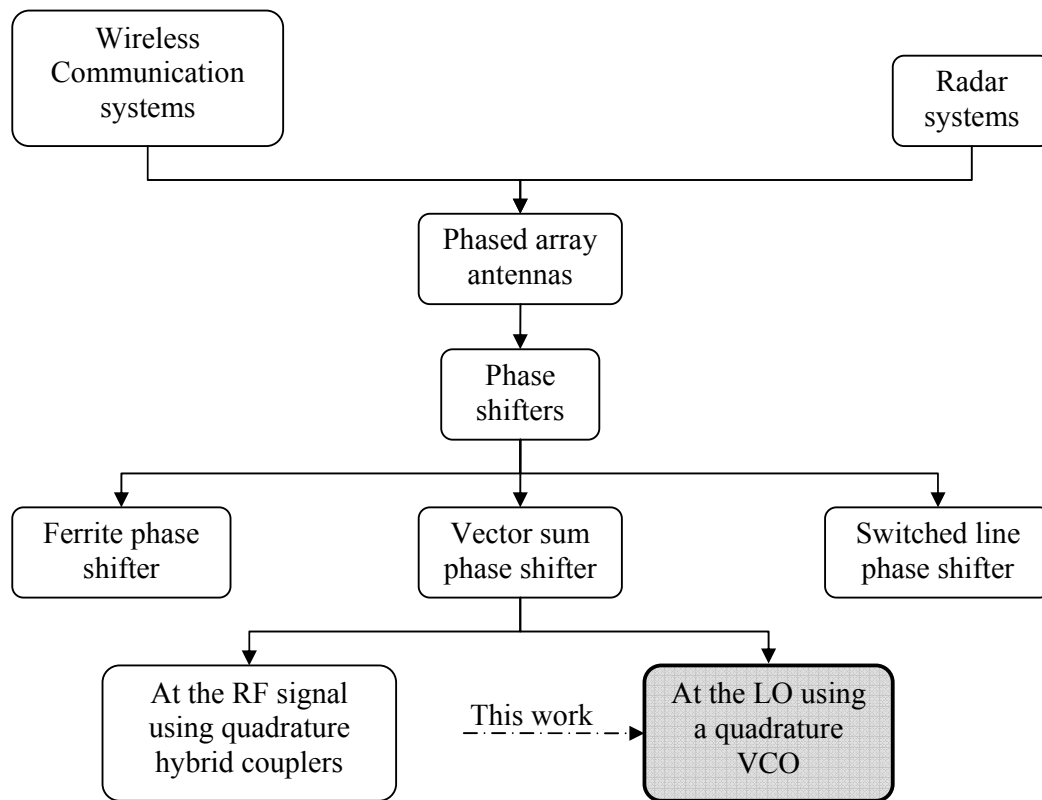 Wireless
Communication
systems
Radar
systems
Phased array
antennas
Phase
shifters
Ferrite phase
shifter
Vector sum
phase shifter
Switched line
phase shifter
At the RF signal
using quadrature
hybrid couplers
This work
At the LO using
a quadrature
VCO